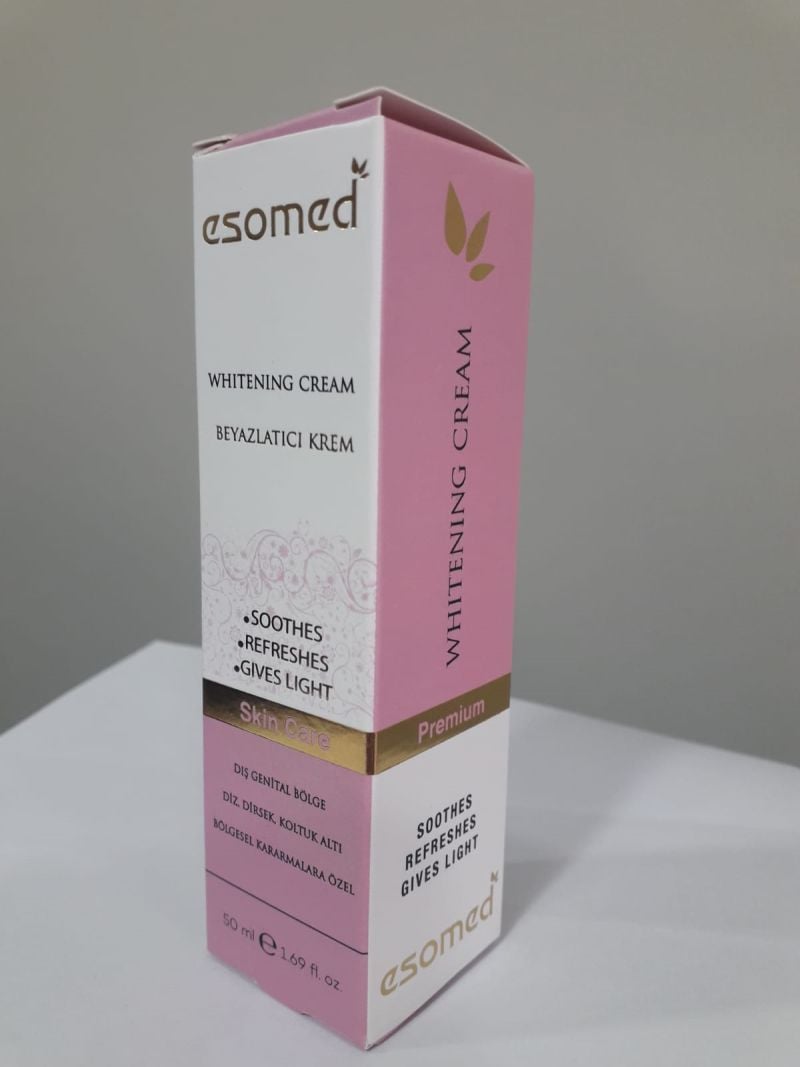 esomed
WHITENING CREAM
BEYAZLATICI KREM
•SOOTHES
•REFRESHES
•GIVES LIGHT
Skin Care
DIŞ GENİTAL BÖLGE
DİZ, DİRSEK, KOLTUK ALTI
BÖLGESEL KARARMALARA ÖZEL
50 ml ℮ 1.69 fl. oz.
WHITENING CREAM
Premium
SOOTHES
REFRESHES
GIVES LIGHT
esomed